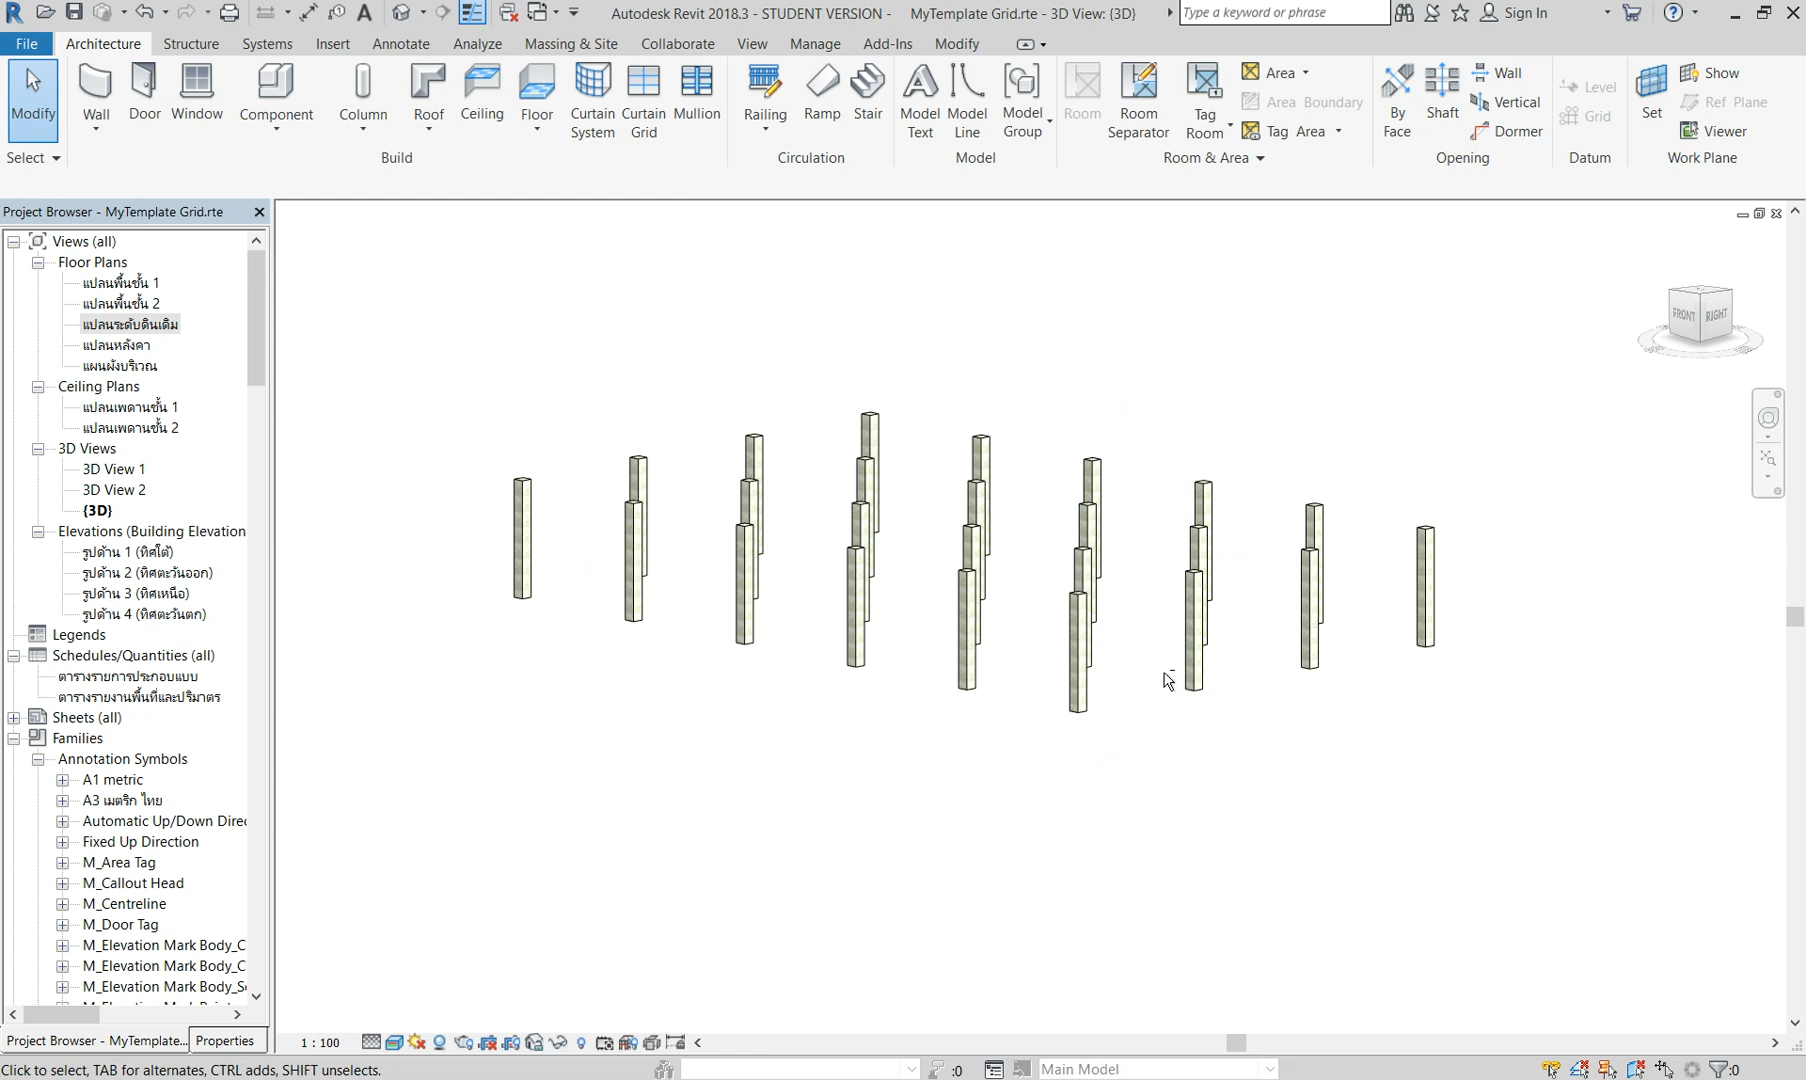 Autodesk Revit 2018.3 - STUDENT VERSION - MyTemplate Grid.rte - 3D View: {3D}
Type a keyword or phrase
Sign In
File Architecture Structure Systems Insert Annotate Analyze Massing & Site Collaborate View Manage Add-Ins Modify
Modify Wall Door Window Component Column Roof Ceiling Floor Curtain System Curtain Grid Mullion Railing Ramp Stair Model Text Model Line Model Group Room Room Separator Tag Room
Area
Area Boundary
Tag Area
By Face Shaft
Wall
Vertical
Dormer
Level
Grid
Set
Show
Ref Plane
Viewer
Select Build Circulation Model Room & Area Opening Datum Work Plane
Project Browser - MyTemplate Grid.rte
Views (all)
Floor Plans
แปลนพื้นชั้น 1
แปลนพื้นชั้น 2
แปลนระดับดินเดิม
แปลนหลังคา
แผนผังบริเวณ
Ceiling Plans
แปลนเพดานชั้น 1
แปลนเพดานชั้น 2
3D Views
3D View 1
3D View 2
{3D}
Elevations (Building Elevation
รูปด้าน 1 (ทิศใต้)
รูปด้าน 2 (ทิศตะวันออก)
รูปด้าน 3 (ทิศเหนือ)
รูปด้าน 4 (ทิศตะวันตก)
Legends
Schedules/Quantities (all)
ตารางรายการประกอบแบบ
ตารางรายงานพื้นที่และปริมาตร
Sheets (all)
Families
Annotation Symbols
A1 metric
A3 เมตริก ไทย
Automatic Up/Down Direc
Fixed Up Direction
M_Area Tag
M_Callout Head
M_Centreline
M_Door Tag
M_Elevation Mark Body_C
M_Elevation Mark Body_C
M_Elevation Mark Body_Se
FRONT RIGHT
Project Browser - MyTemplate... Properties
1 : 100
Click to select, TAB for alternates, CTRL adds, SHIFT unselects.
:0
Main Model
:0